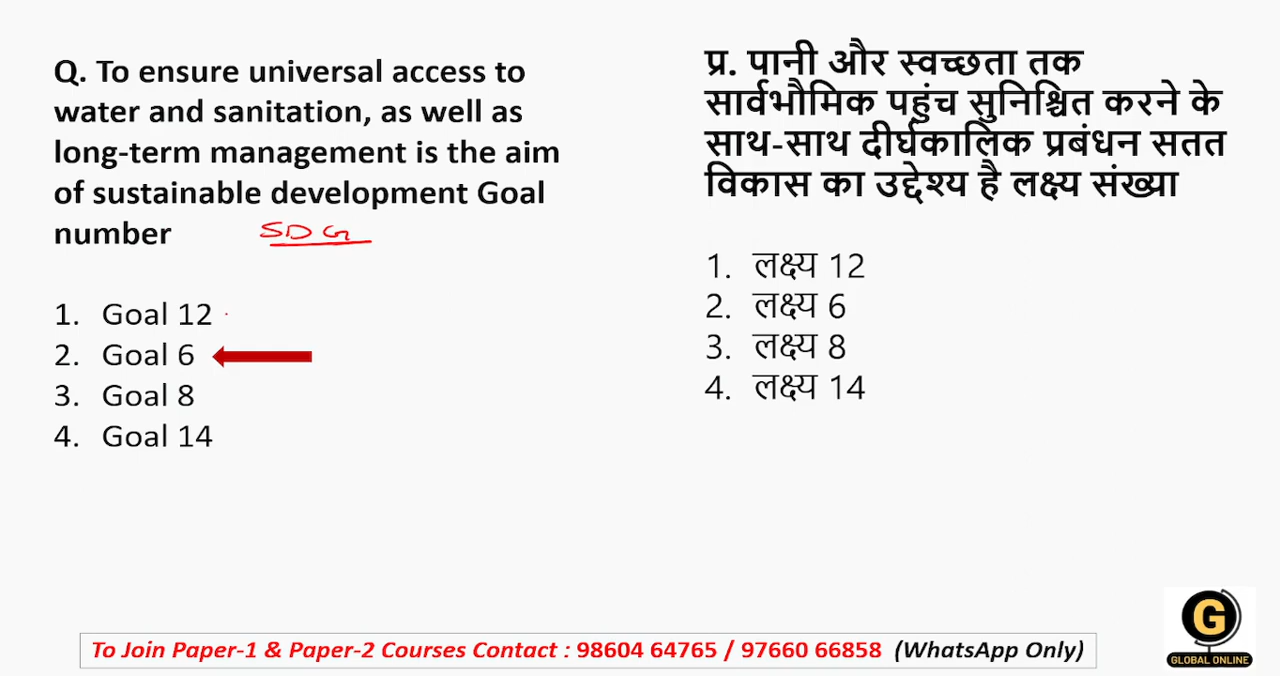 Q. To ensure universal access to
water and sanitation, as well as
long-term management is the aim
of sustainable development Goal
number
SDG
1. Goal 12
2. Goal 6
3. Goal 8
4. Goal 14
प्र. पानी और स्वच्छता तक
सार्वभौमिक पहुंच सुनिश्चित करने के
साथ-साथ दीर्घकालिक प्रबंधन सतत
विकास का उद्देश्य है लक्ष्य संख्या
1. लक्ष्य 12
2. लक्ष्य 6
3. लक्ष्य 8
4. लक्ष्य 14
To Join Paper-1 & Paper-2 Courses Contact : 98604 64765 / 97660 66858 (WhatsApp Only)
G
GLOBAL ONLINE